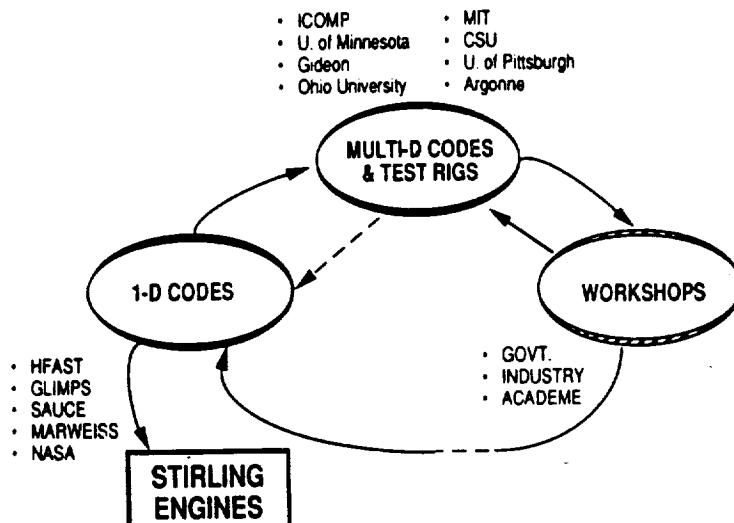 • ICOMP
• U. of Minnesota
• Gideon
• Ohio University
• MIT
• CSU
• U. of Pittsburgh
• Argonne
MULTI-D CODES
& TEST RIGS
1-D CODES
WORKSHOPS
• HFAST
• GLIMPS
• SAUCE
• MARWEISS
• NASA
• GOVT.
• INDUSTRY
• ACADEME
STIRLING
ENGINES